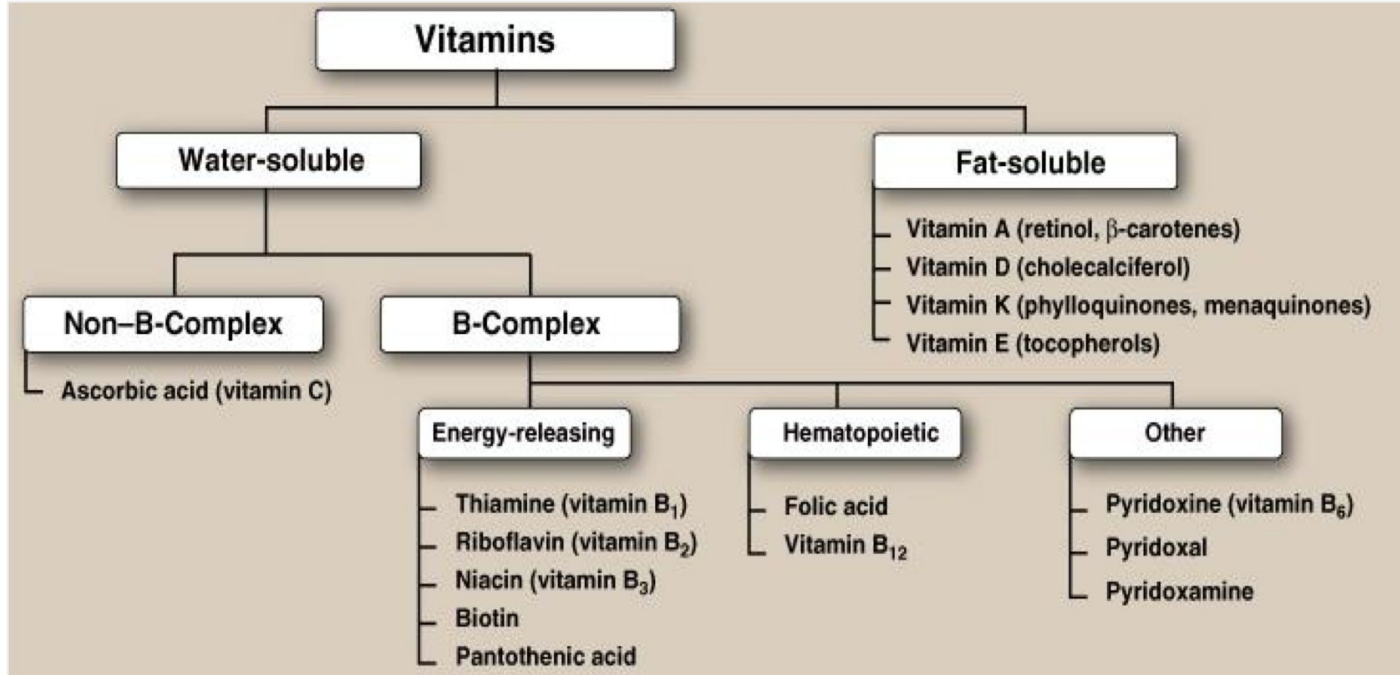 Vitamins
Water-soluble
Fat-soluble
Vitamin A (retinol, β-carotenes)
Vitamin D (cholecalciferol)
Vitamin K (phylloquinones, menaquinones)
Vitamin E (tocopherols)
Non–B-Complex
B-Complex
Ascorbic acid (vitamin C)
Energy-releasing
Hematopoietic
Other
Thiamine (vitamin B₁)
Riboflavin (vitamin B₂)
Niacin (vitamin B₃)
Biotin
Pantothenic acid
Folic acid
Vitamin B₁₂
Pyridoxine (vitamin B₆)
Pyridoxal
Pyridoxamine